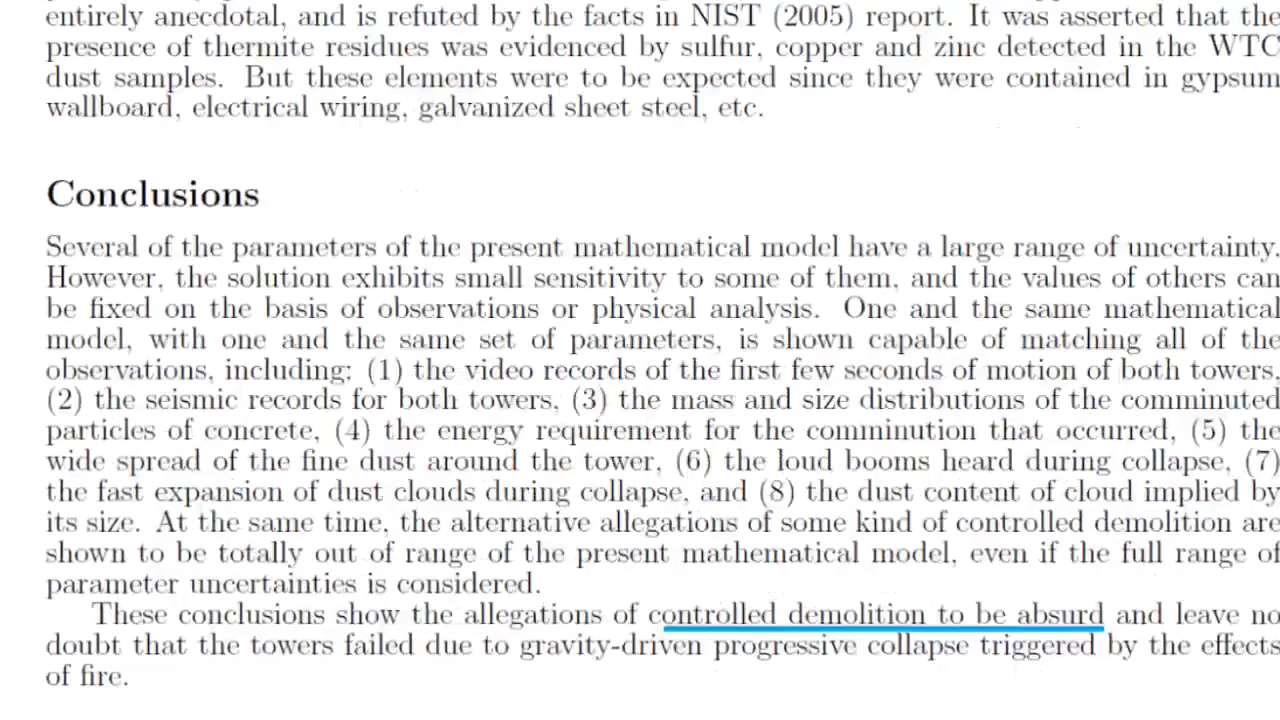 entirely anecdotal, and is refuted by the facts in NIST (2005) report. It was asserted that the
presence of thermite residues was evidenced by sulfur, copper and zinc detected in the WTC
dust samples. But these elements were to be expected since they were contained in gypsum
wallboard, electrical wiring, galvanized sheet steel, etc.
Conclusions
Several of the parameters of the present mathematical model have a large range of uncertainty.
However, the solution exhibits small sensitivity to some of them, and the values of others can
be fixed on the basis of observations or physical analysis. One and the same mathematical
model, with one and the same set of parameters, is shown capable of matching all of the
observations, including: (1) the video records of the first few seconds of motion of both towers,
(2) the seismic records for both towers, (3) the mass and size distributions of the comminuted
particles of concrete, (4) the energy requirement for the comminution that occurred, (5) the
wide spread of the fine dust around the tower, (6) the loud booms heard during collapse, (7)
the fast expansion of dust clouds during collapse, and (8) the dust content of cloud implied by
its size. At the same time, the alternative allegations of some kind of controlled demolition are
shown to be totally out of range of the present mathematical model, even if the full range of
parameter uncertainties is considered.
These conclusions show the allegations of controlled demolition to be absurd and leave no
doubt that the towers failed due to gravity-driven progressive collapse triggered by the effects
of fire.